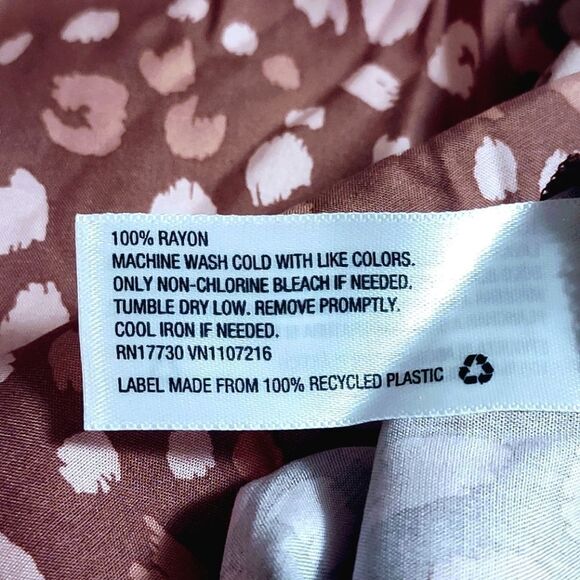 100% RAYON
MACHINE WASH COLD WITH LIKE COLORS.
ONLY NON-CHLORINE BLEACH IF NEEDED.
TUMBLE DRY LOW. REMOVE PROMPTLY.
COOL IRON IF NEEDED.
RN17730 VN1107216
LABEL MADE FROM 100% RECYCLED PLASTIC